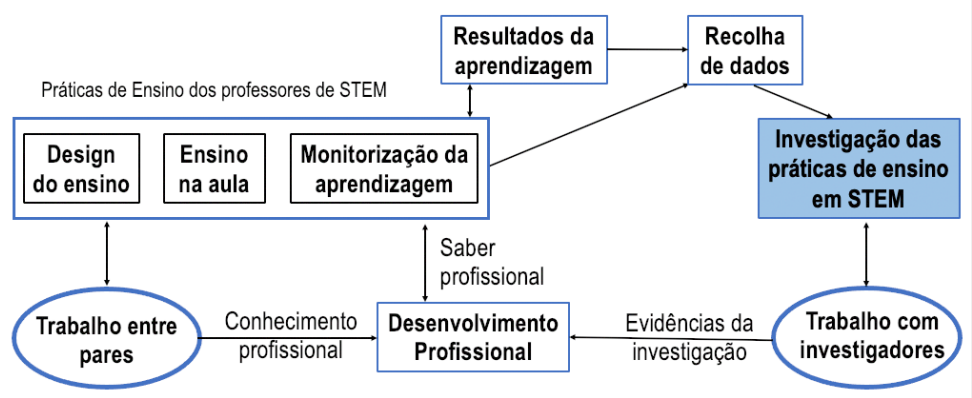 Resultados da
aprendizagem
Recolha
de dados
Práticas de Ensino dos professores de STEM
Design
do ensino
Ensino
na aula
Monitorização da
aprendizagem
Investigação das
práticas de ensino
em STEM
Saber
profissional
Trabalho entre
pares
Conhecimento
profissional
Desenvolvimento
Profissional
Evidências da
investigação
Trabalho com
investigadores